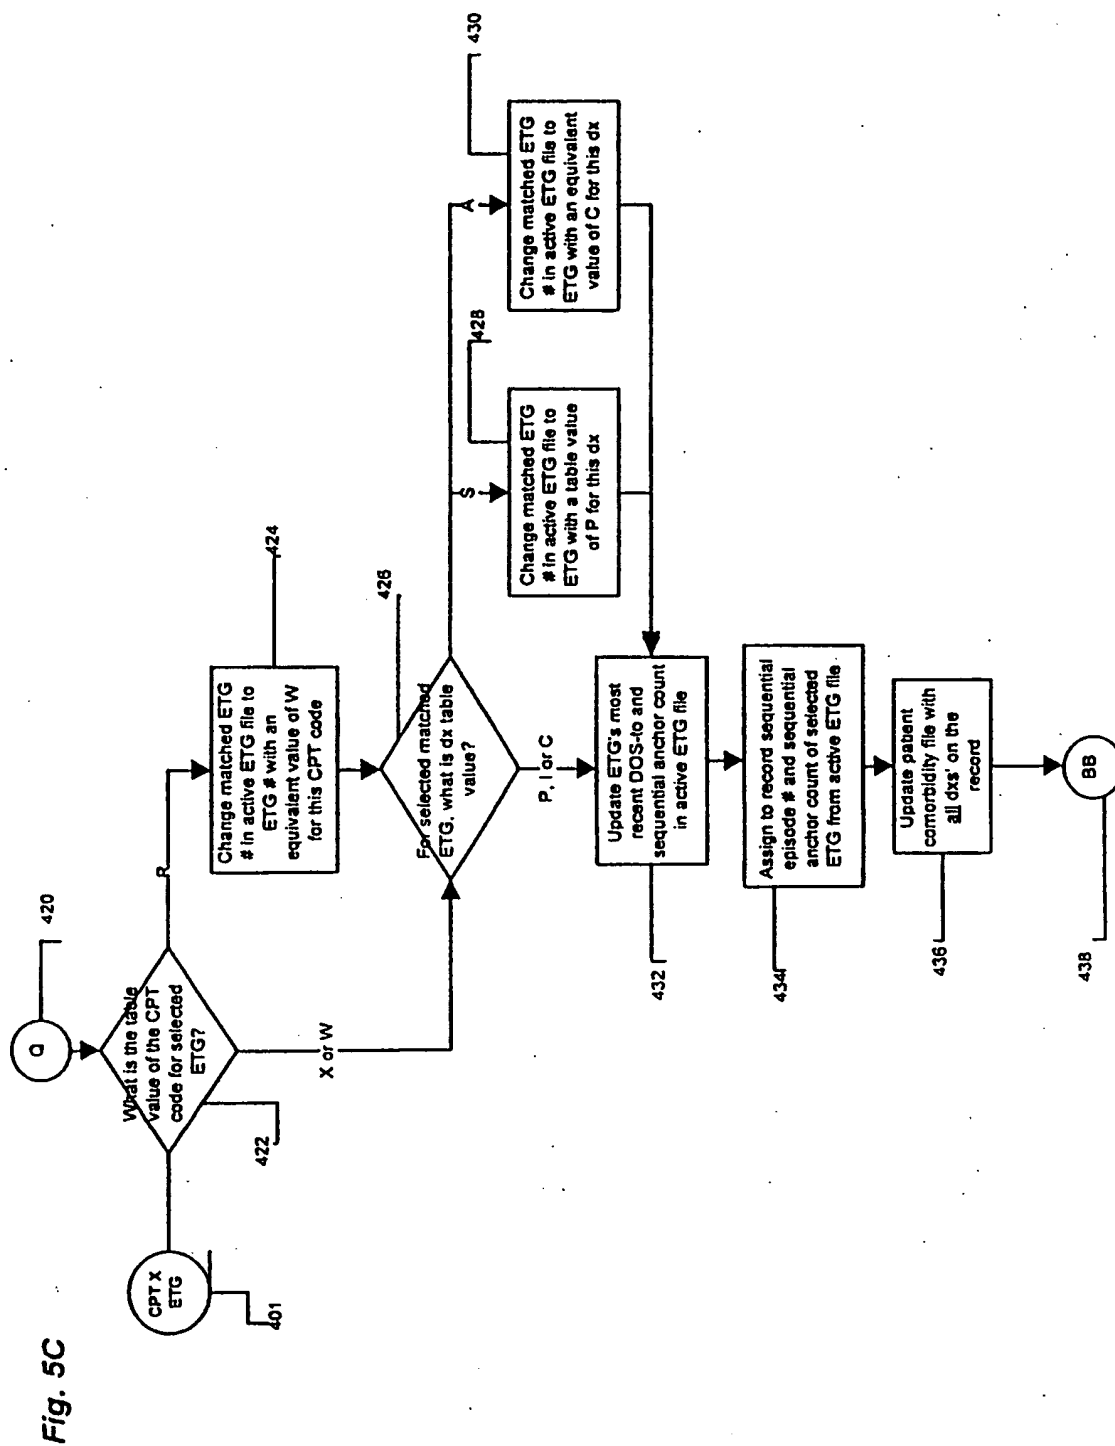 Fig. 5C
420
a
CPT X
ETG
401
What is the table
value of the CPT
code for selected
ETG?
422
R
X or W
Change matched ETG
# in active ETG file to
ETG # with an
equivalent value of W
for this CPT code
424
For selected matched
ETG, what is dx table
value?
426
S
A
P, I or C
Change matched ETG
# in active ETG file to
ETG with a table value
of P for this dx
428
Change matched ETG
# in active ETG file to
ETG with an equivalent
value of C for this dx
430
Update ETG's most
recent DOS-to and
sequential anchor count
in active ETG file
432
Assign to record sequential
episode # and sequential
anchor count of selected
ETG from active ETG file
434
Update patient
comorbidity file with
all dxs' on the
record
436
BB
438